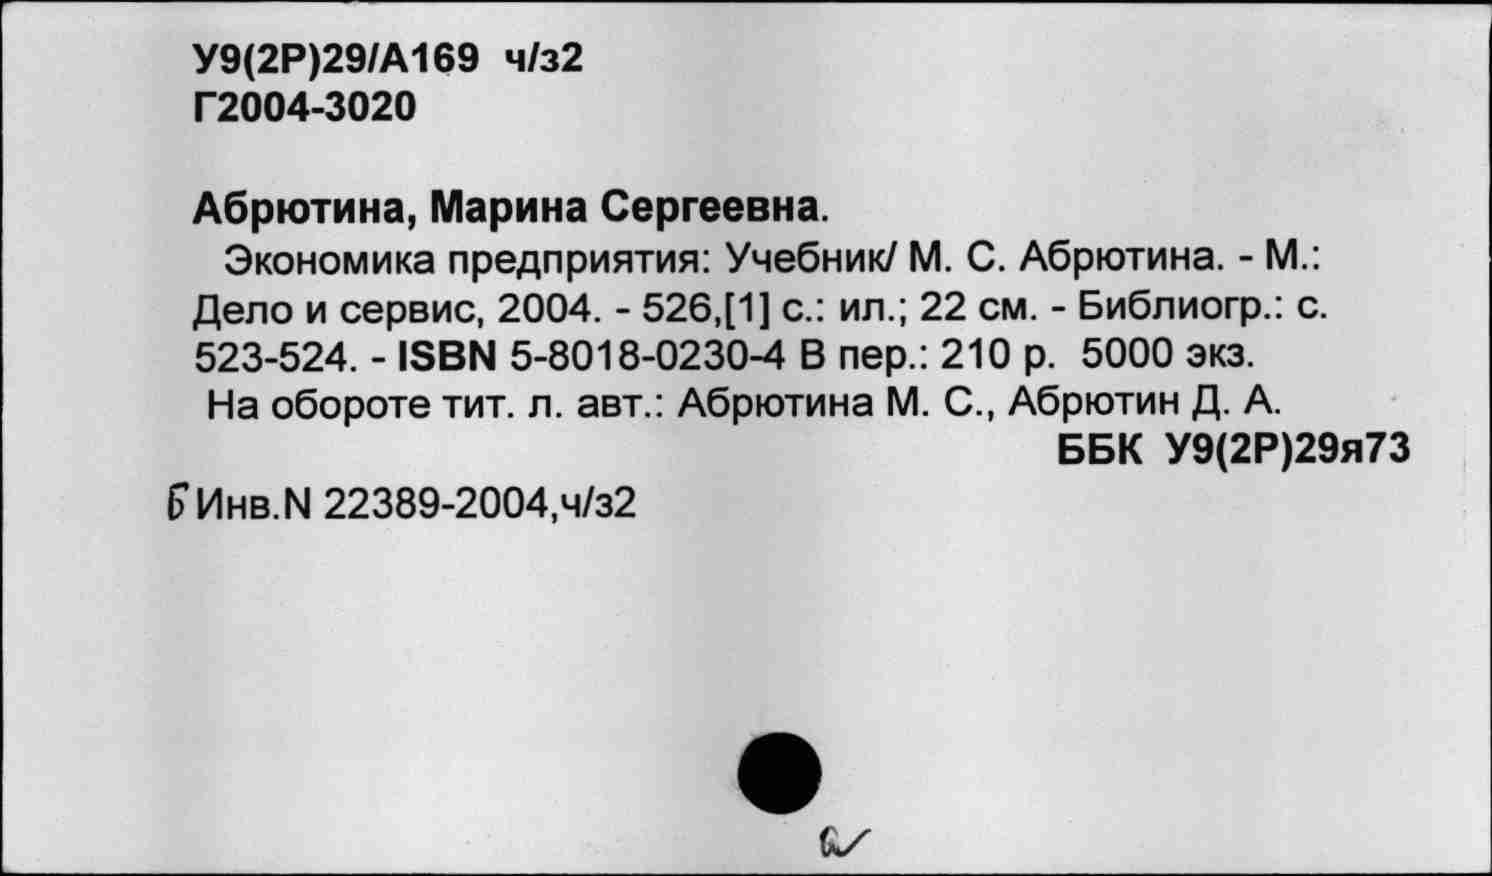 У9(2Р)29/А169 ч/з2
Г2004-3020
Абрютина, Марина Сергеевна.
Экономика предприятия: Учебник/ М. С. Абрютина. - М.:
Дело и сервис, 2004. - 526,[1] с.: ил.; 22 см. - Библиогр.: с.
523-524. - ISBN 5-8018-0230-4 В пер.: 210 р. 5000 экз.
На обороте тит. л. авт.: Абрютина М. С., Абрютин Д. А.
ББК У9(2Р)29я73
Б Инв.N 22389-2004,ч/з2